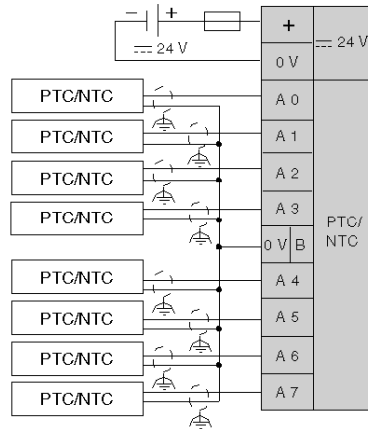 − +
+
⎓ 24 V
⎓ 24 V
0 V
PTC/NTC
A 0
PTC/NTC
A 1
PTC/NTC
A 2
PTC/NTC
A 3
PTC/
NTC
0 V B
PTC/NTC
A 4
PTC/NTC
A 5
PTC/NTC
A 6
PTC/NTC
A 7